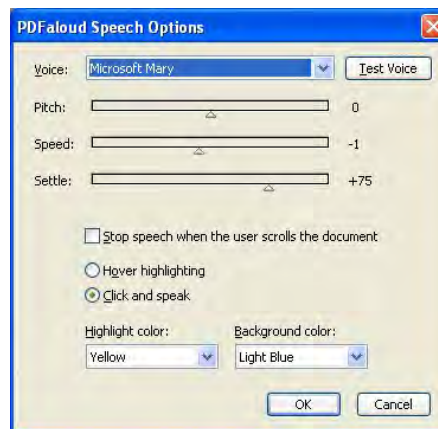 PDFaloud Speech Options
Voice: Microsoft Mary Test Voice
Pitch: 0
Speed: -1
Settle: +75
Stop speech when the user scrolls the document
Hover highlighting
Click and speak
Highlight color: Background color:
Yellow Light Blue
OK Cancel